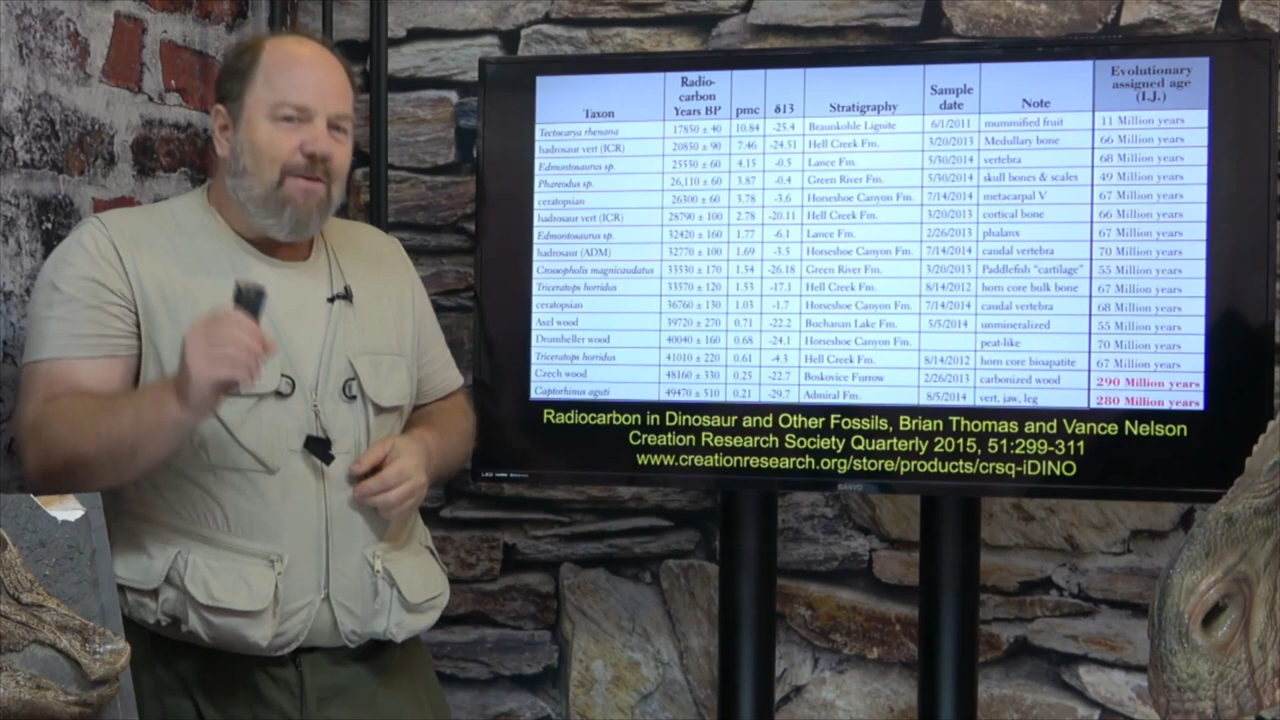 Taxon Radio-carbon Years BP pmc δ13 Stratigraphy Sample date Note Evolutionary assigned age (I.J.)
Tectocarya rhenana 17850 ± 40 10.84 -25.4 Braunkohle Lignite 6/1/2011 mummified fruit 11 Million years
hadrosaur vert (ICR) 20850 ± 90 7.46 -24.51 Hell Creek Fm. 3/20/2013 Medullary bone 66 Million years
Edmontosaurus sp. 25550 ± 60 4.15 -0.5 Lance Fm. 5/30/2014 vertebra 68 Million years
Phareodus sp. 26,110 ± 60 3.87 -0.4 Green River Fm. 5/30/2014 skull bones & scales 49 Million years
ceratopsian 26300 ± 60 3.78 -3.6 Horseshoe Canyon Fm. 7/14/2014 metacarpal V 67 Million years
hadrosaur vert (ICR) 28790 ± 100 2.78 -20.11 Hell Creek Fm. 3/20/2013 cortical bone 66 Million years
Edmontosaurus sp. 32420 ± 160 1.77 -6.1 Lance Fm. 2/26/2013 phalanx 67 Million years
hadrosaur (ADM) 32770 ± 100 1.69 -3.5 Horseshoe Canyon Fm. 7/14/2014 caudal vertebra 70 Million years
Crossopholis magnicaudatus 33530 ± 170 1.54 -26.18 Green River Fm. 3/20/2013 Paddlefish "cartilage" 55 Million years
Triceratops horridus 33570 ± 120 1.53 -17.1 Hell Creek Fm. 8/14/2012 horn core bulk bone 67 Million years
ceratopsian 36760 ± 130 1.03 -1.7 Horseshoe Canyon Fm. 7/14/2014 caudal vertebra 68 Million years
Axel wood 39720 ± 270 0.71 -22.2 Buchanan Lake Fm. 5/5/2014 unmineralized 55 Million years
Drumheller wood 40040 ± 160 0.68 -24.1 Horseshoe Canyon Fm. peat-like 70 Million years
Triceratops horridus 41010 ± 220 0.61 -4.3 Hell Creek Fm. 8/14/2012 horn core bioapatite 67 Million years
Czech wood 48160 ± 330 0.25 -22.7 Boskovice Furrow 2/26/2013 carbonized wood 290 Million years
Captorhinus aguti 49470 ± 510 0.21 -29.7 Admiral Fm. 8/5/2014 vert, jaw, leg 280 Million years
Radiocarbon in Dinosaur and Other Fossils, Brian Thomas and Vance Nelson
Creation Research Society Quarterly 2015, 51:299-311
www.creationresearch.org/store/products/crsq-iDINO
SANYO